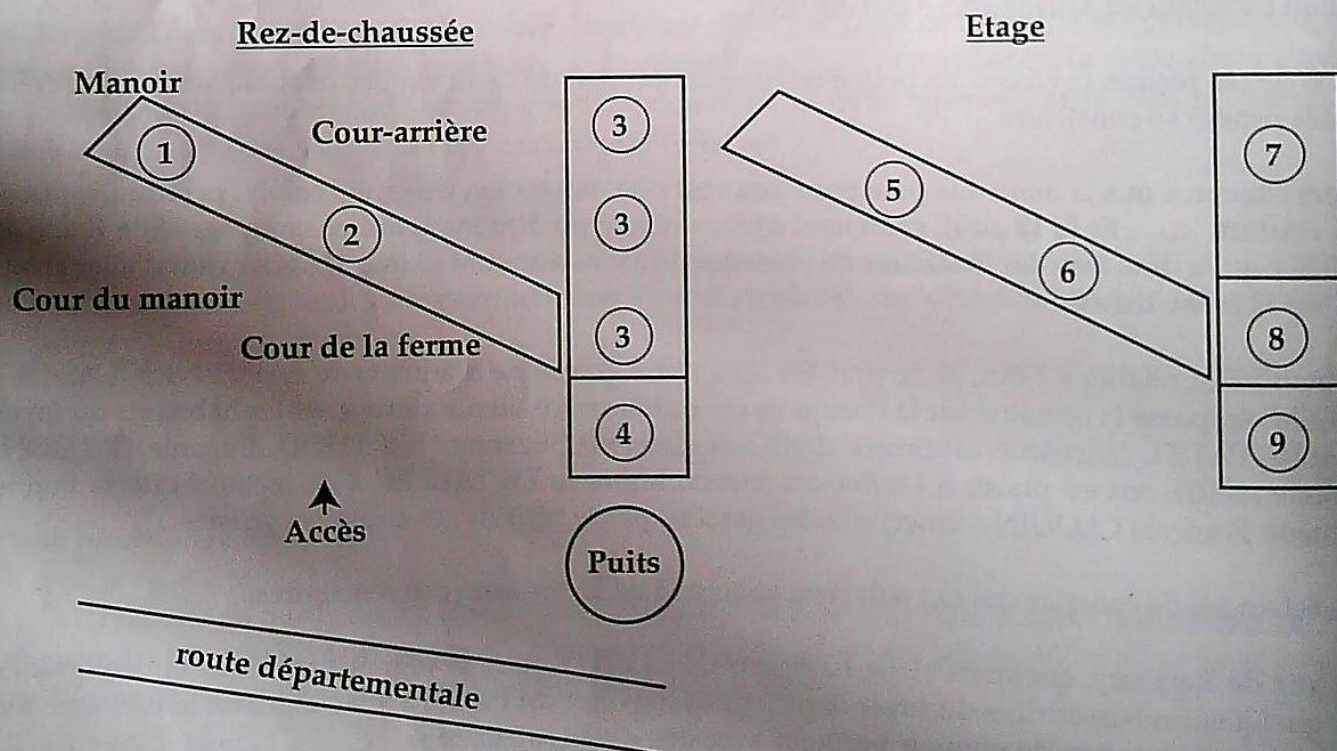 Rez-de-chaussée
Etage
Manoir
Cour-arrière
1
2
3
3
3
4
Cour du manoir
Cour de la ferme
Accès
Puits
route départementale
5
6
7
8
9